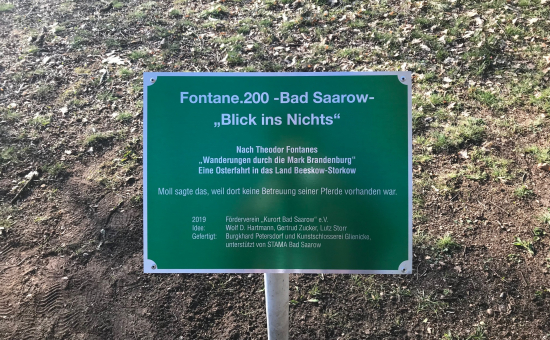 Fontane.200 -Bad Saarow-
„Blick ins Nichts“
Nach Theodor Fontanes
„Wanderungen durch die Mark Brandenburg“
Eine Osterfahrt in das Land Beeskow-Storkow
Moll sagte das, weil dort keine Betreuung seiner Pferde vorhanden war.
2019 Förderverein „Kurort Bad Saarow“ e.V.
Idee: Wolf D. Hartmann, Gertrud Zucker, Lutz Storr
Gefertigt: Burgkhard Petersdorf und Kunstschlosserei Glienicke,
unterstützt von STAMA Bad Saarow